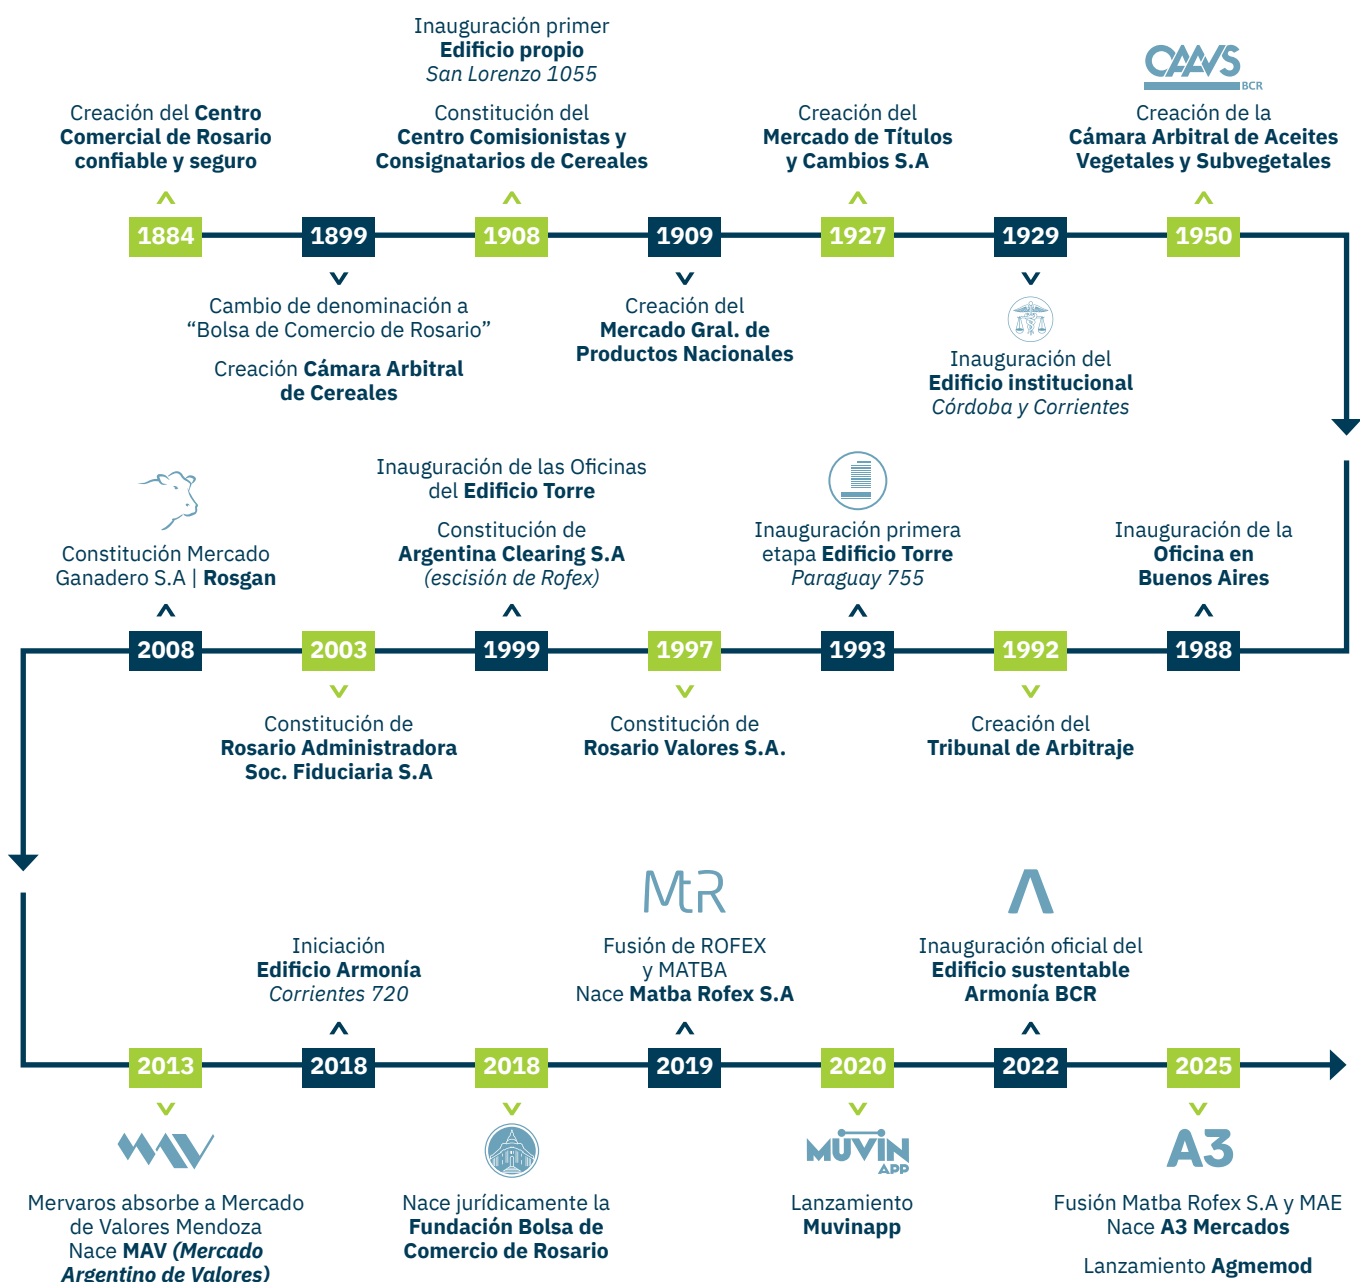 Creación del Centro
Comercial de Rosario
confiable y seguro
1884
1899
Cambio de denominación a
“Bolsa de Comercio de Rosario”
Creación Cámara Arbitral
de Cereales
Inauguración primer
Edificio propio
San Lorenzo 1055
Constitución del
Centro Comisionistas y
Consignatarios de Cereales
1908
1909
Creación del
Mercado Gral. de
Productos Nacionales
Creación del
Mercado de Títulos
y Cambios S.A
1927
1929
Inauguración del
Edificio institucional
Córdoba y Corrientes
CAAVS
BCR
Creación de la
Cámara Arbitral de Aceites
Vegetales y Subvegetales
1950
Inauguración de la
Oficina en
Buenos Aires
1988
1992
Creación del
Tribunal de Arbitraje
Inauguración primera
etapa Edificio Torre
Paraguay 755
1993
1997
Constitución de
Rosario Valores S.A.
Inauguración de las Oficinas
del Edificio Torre
Constitución de
Argentina Clearing S.A
(escisión de Rofex)
1999
2003
Constitución de
Rosario Administradora
Soc. Fiduciaria S.A
Constitución Mercado
Ganadero S.A | Rosgan
2008
2013
MAV
Mervaros absorbe a Mercado
de Valores Mendoza
Nace MAV (Mercado
Argentino de Valores)
Iniciación
Edificio Armonía
Corrientes 720
2018
2018
Nace jurídicamente la
Fundación Bolsa de
Comercio de Rosario
MtR
Fusión de ROFEX
y MATBA
Nace Matba Rofex S.A
2019
2020
MUVIN
APP
Lanzamiento
Muvinapp
Inauguración oficial del
Edificio sustentable
Armonía BCR
2022
2025
A3
Fusión Matba Rofex S.A y MAE
Nace A3 Mercados
Lanzamiento Agmemod